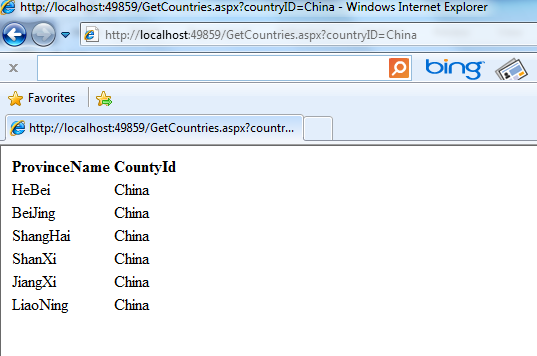 http://localhost:49859/GetCountries.aspx?countryID=China - Windows Internet Explorer
http://localhost:49859/GetCountries.aspx?countryID=China
x
bing
Favorites
http://localhost:49859/GetCountries.aspx?countr...
ProvinceName CountyId
HeBei China
BeiJing China
ShangHai China
ShanXi China
JiangXi China
LiaoNing China